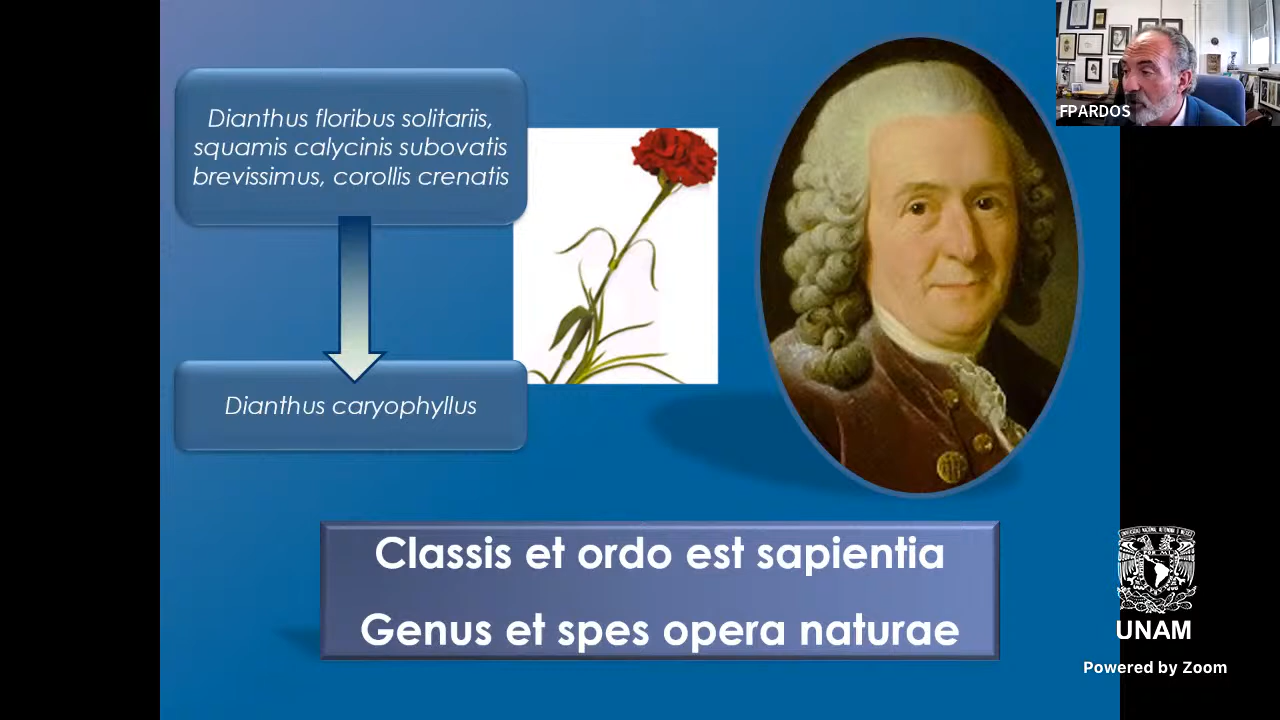 Dianthus floribus solitariis,
squamis calycinis subovatis
brevissimus, corollis crenatis
Dianthus caryophyllus
Classis et ordo est sapientia
Genus et spes opera naturae
FPARDOS
UNAM
Powered by Zoom